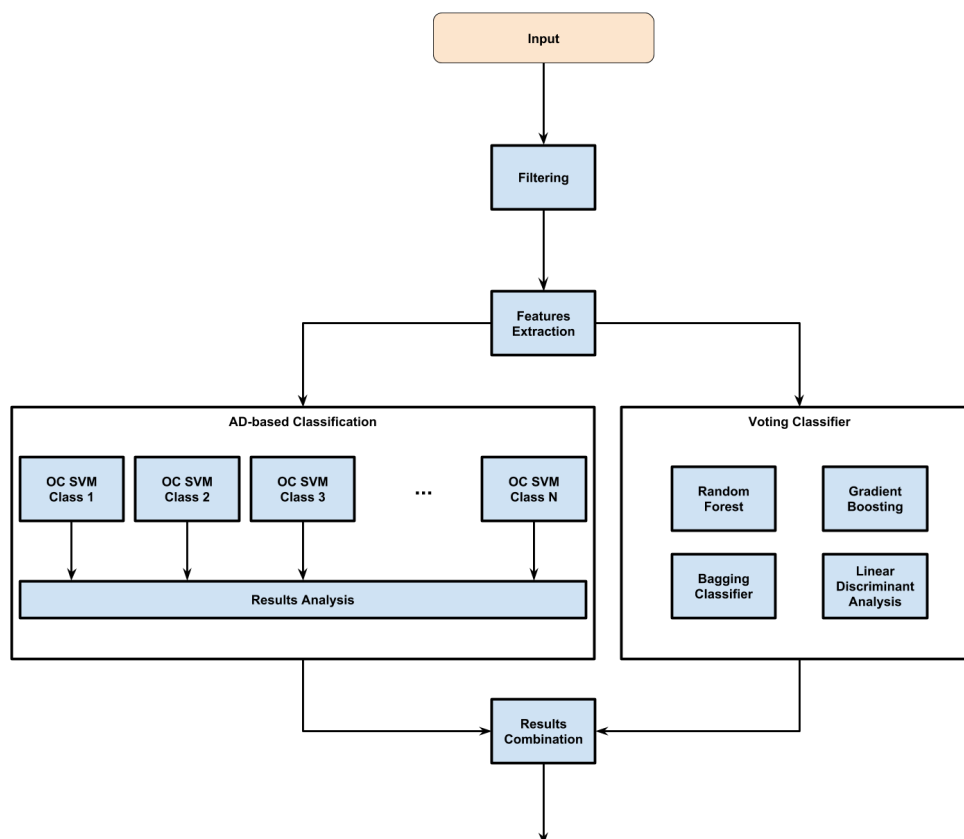 Input
Filtering
Features
Extraction
AD-based Classification
OC SVM
Class 1
OC SVM
Class 2
OC SVM
Class 3
...
OC SVM
Class N
Results Analysis
Voting Classifier
Random
Forest
Gradient
Boosting
Bagging
Classifier
Linear
Discriminant
Analysis
Results
Combination